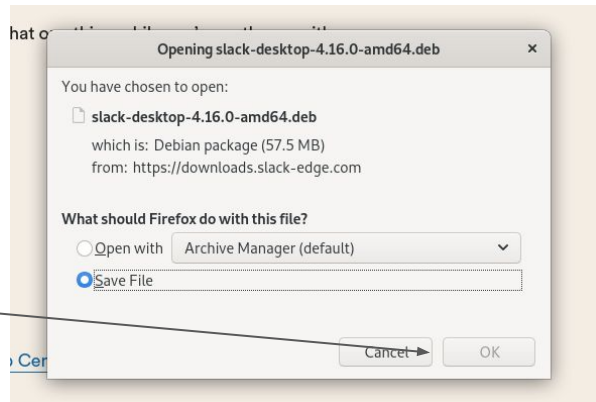 hat o
Opening slack-desktop-4.16.0-amd64.deb ×
You have chosen to open:
slack-desktop-4.16.0-amd64.deb
which is: Debian package (57.5 MB)
from: https://downloads.slack-edge.com
What should Firefox do with this file?
Open with Archive Manager (default)
Save File
Cancel OK
Cer